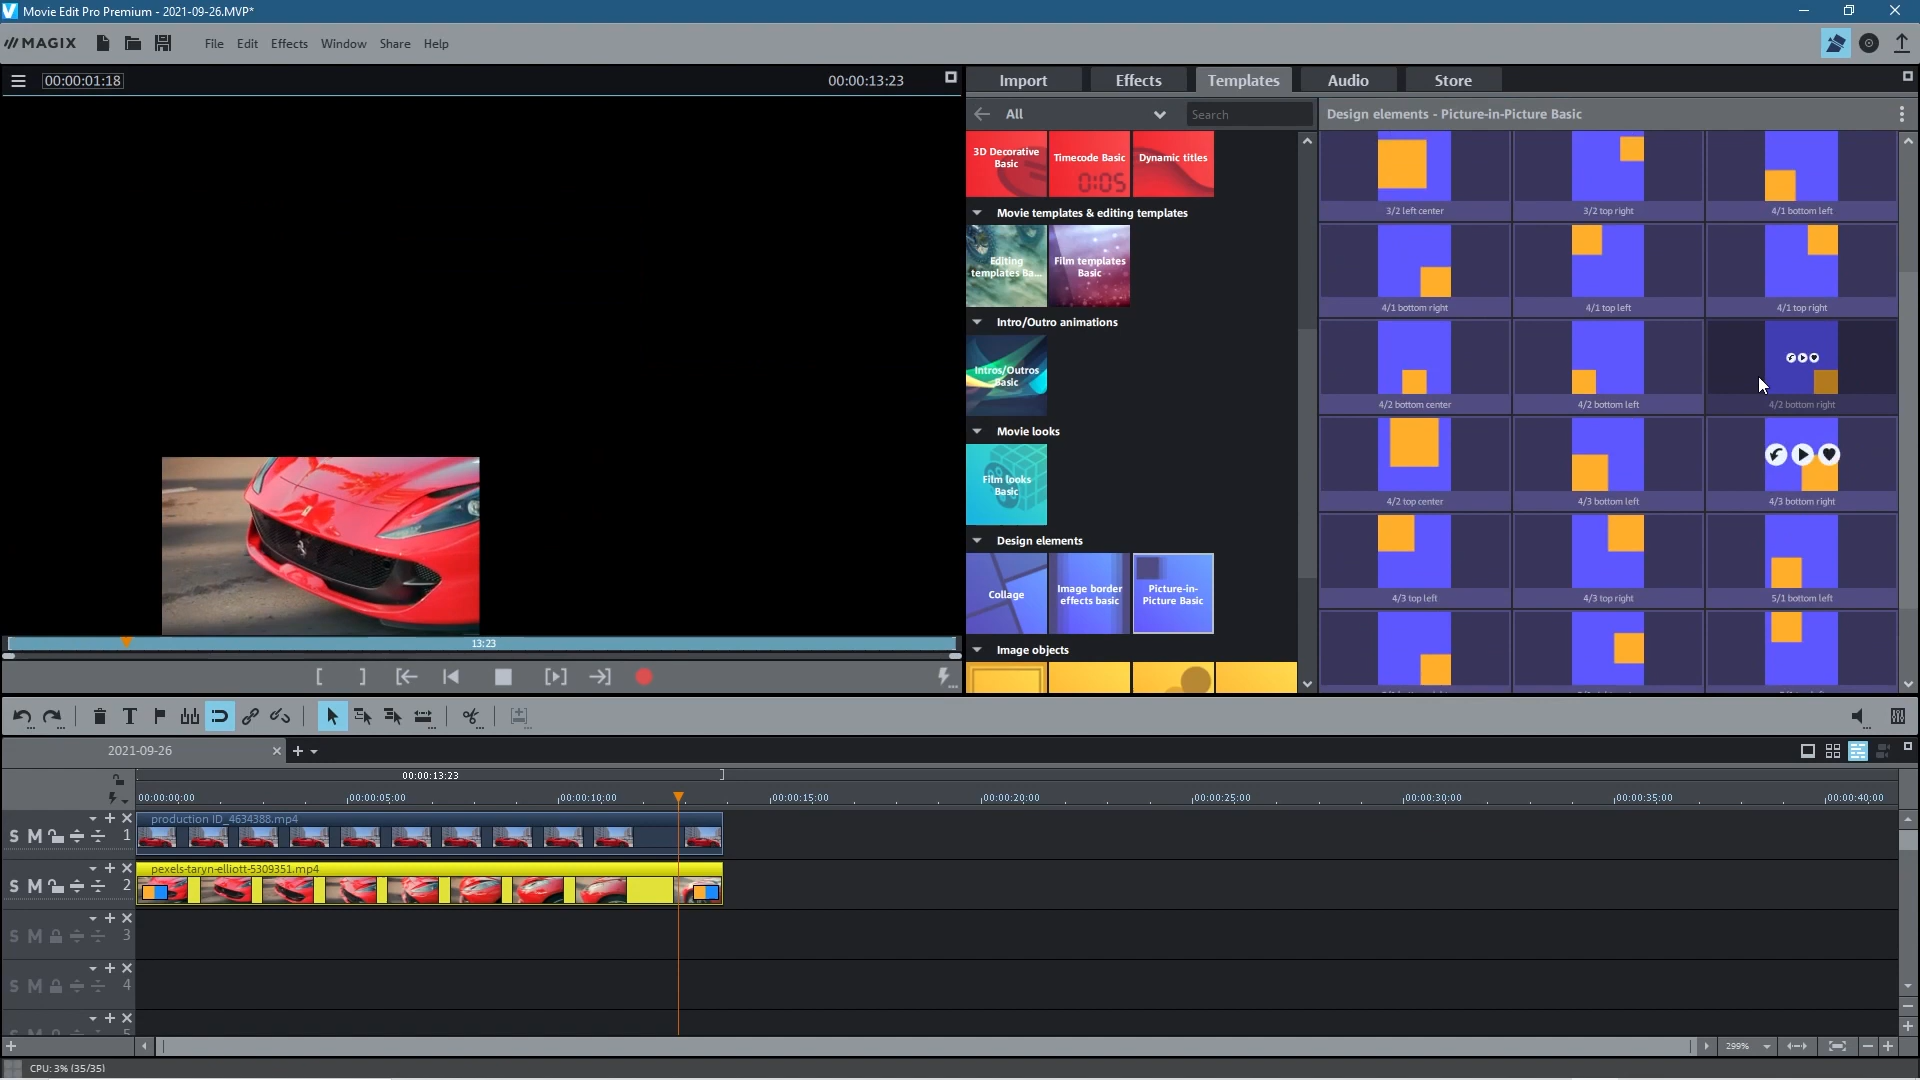 Movie Edit Pro Premium - 2021-09-26.MVP*
MAGIX File Edit Effects Window Share Help
00:00:01:18 00:00:13:23
Import Effects Templates Audio Store
All Search
3D Decorative Basic
Timecode Basic
0:05
Dynamic titles
Movie templates & editing templates
Editing templates Ba...
Film templates Basic
Intro/Outro animations
Intros/Outros Basic
Movie looks
Film looks Basic
Design elements
Collage
Image border effects basic
Picture-in-Picture Basic
Image objects
Design elements - Picture-in-Picture Basic
3/2 left center 3/2 top right 4/1 bottom left
4/1 bottom right 4/1 top left 4/1 top right
4/2 bottom center 4/2 bottom left 4/2 bottom right
4/2 top center 4/3 bottom left 4/3 bottom right
4/3 top left 4/3 top right 5/1 bottom left
13:23
2021-09-26
00:00:13:23
00:00:00:00 00:00:05:00 00:00:10:00 00:00:15:00 00:00:20:00 00:00:25:00 00:00:30:00 00:00:35:00 00:00:40:00
production ID_4634388.mp4
S M 1
pexels-taryn-elliott-5309351.mp4
S M 2
S M 3
S M 4
299%
CPU: 3% (35/35)